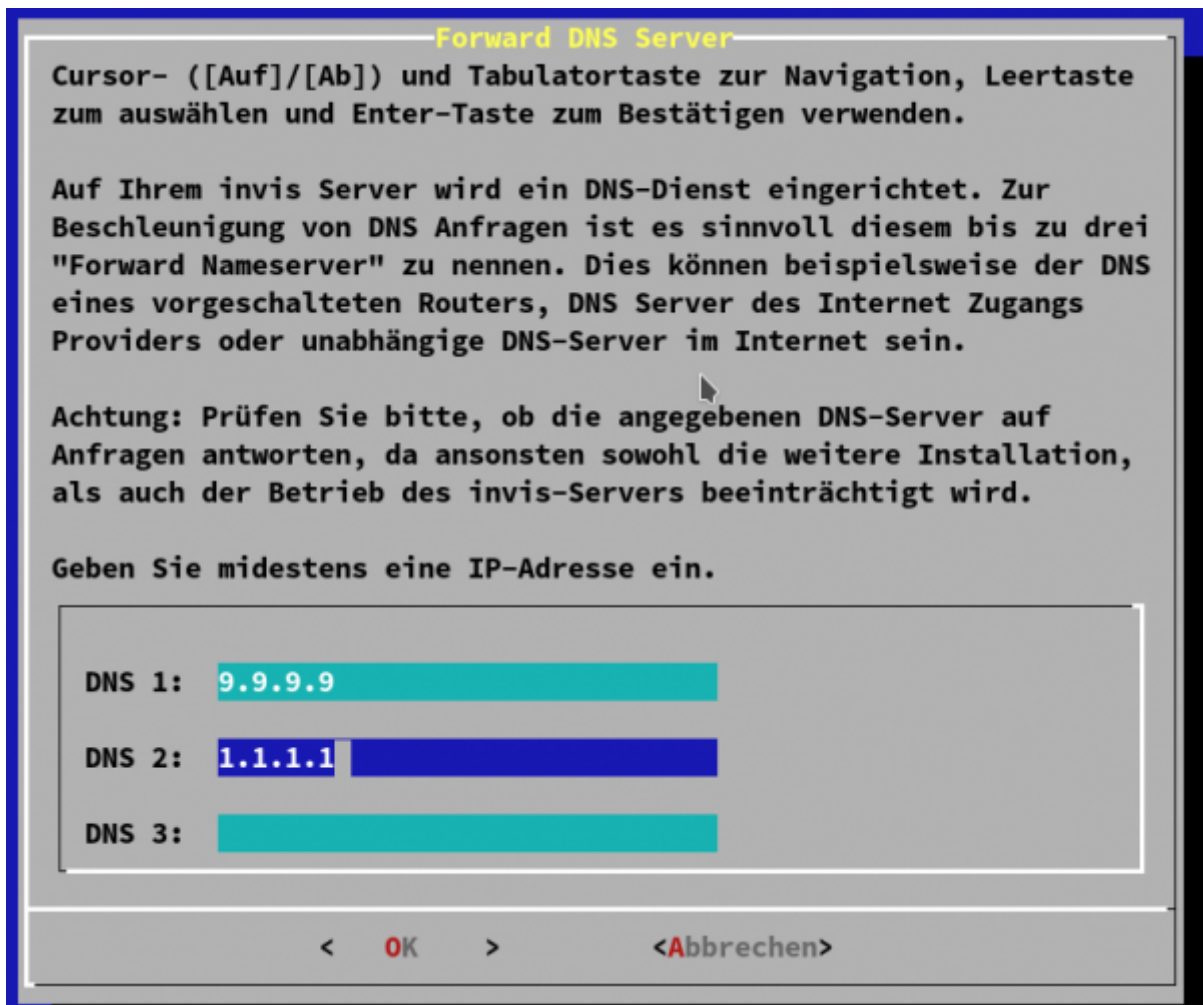 Forward DNS Server
Cursor- ([Auf]/[Ab]) und Tabulatortaste zur Navigation, Leertaste
zum auswählen und Enter-Taste zum Bestätigen verwenden.
Auf Ihrem invis Server wird ein DNS-Dienst eingerichtet. Zur
Beschleunigung von DNS Anfragen ist es sinnvoll diesem bis zu drei
"Forward Nameserver" zu nennen. Dies können beispielsweise der DNS
eines vorgeschalteten Routers, DNS Server des Internet Zugangs
Providers oder unabhängige DNS-Server im Internet sein.
Achtung: Prüfen Sie bitte, ob die angegebenen DNS-Server auf
Anfragen antworten, da ansonsten sowohl die weitere Installation,
als auch der Betrieb des invis-Servers beeinträchtigt wird.
Geben Sie midestens eine IP-Adresse ein.
DNS 1: 9.9.9.9
DNS 2: 1.1.1.1
DNS 3:
< OK > <Abbrechen>